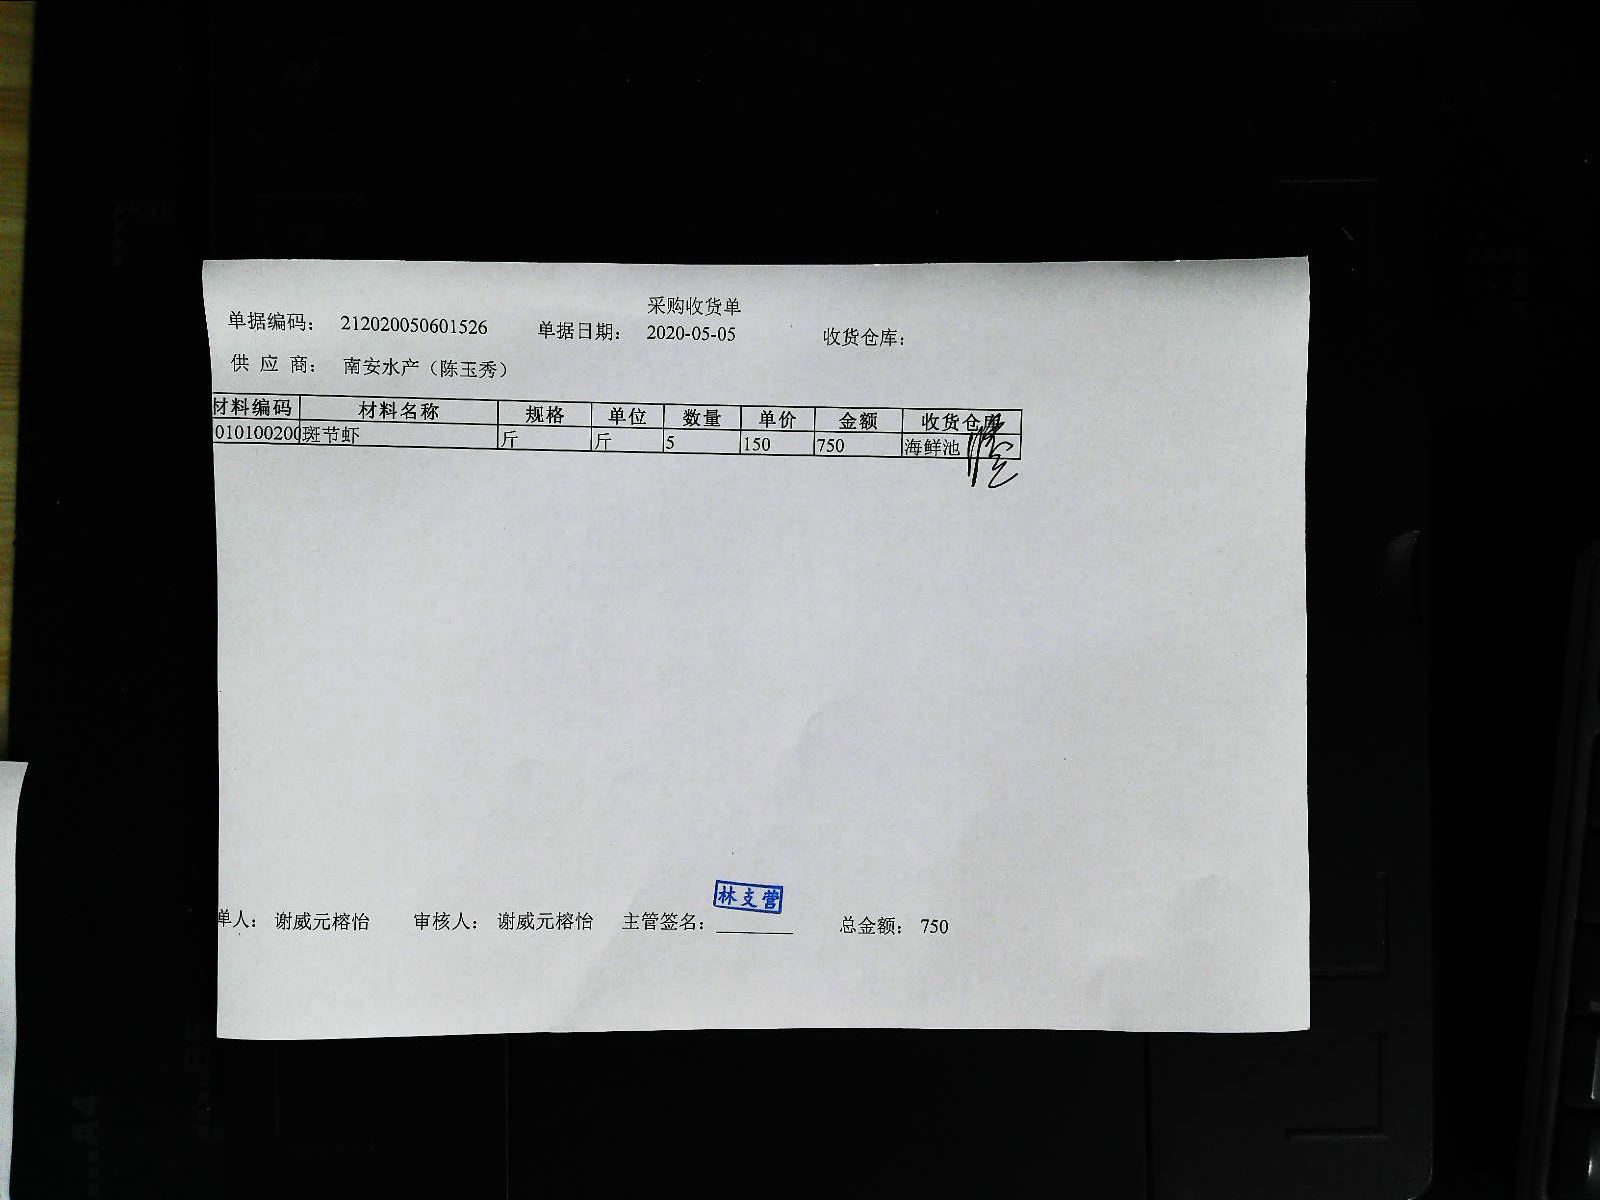 采购收货单
单据编码： 212020050601526 单据日期： 2020-05-05 收货仓库：
供 应 商： 南安水产（陈玉秀）
材料编码 材料名称 规格 单位 数量 单价 金额 收货仓库
010100200 斑节虾 斤 斤 5 150 750 海鲜池
林支营
单人： 谢威元榕怡 审核人： 谢威元榕怡 主管签名： 总金额： 750
A4